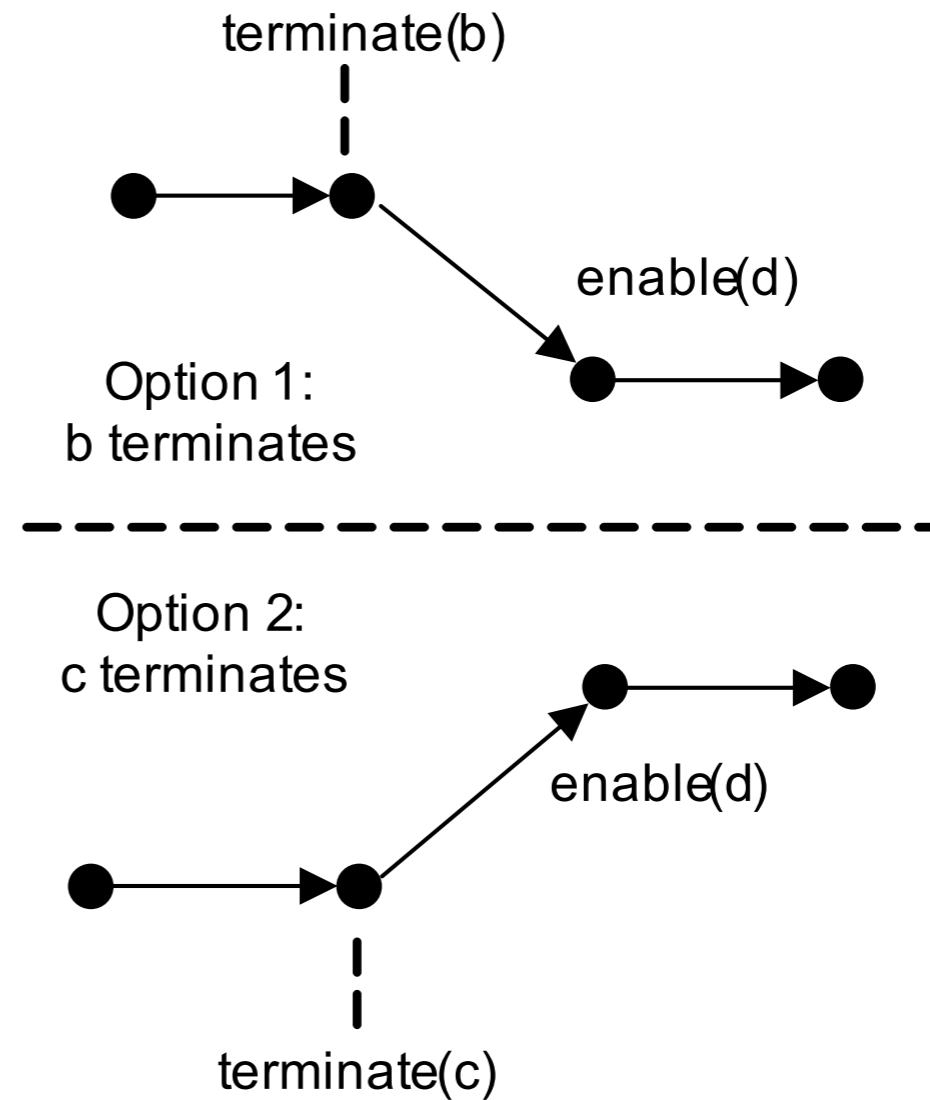 terminate(b)
enable(d)
Option 1:
b terminates
Option 2:
c terminates
enable(d)
terminate(c)